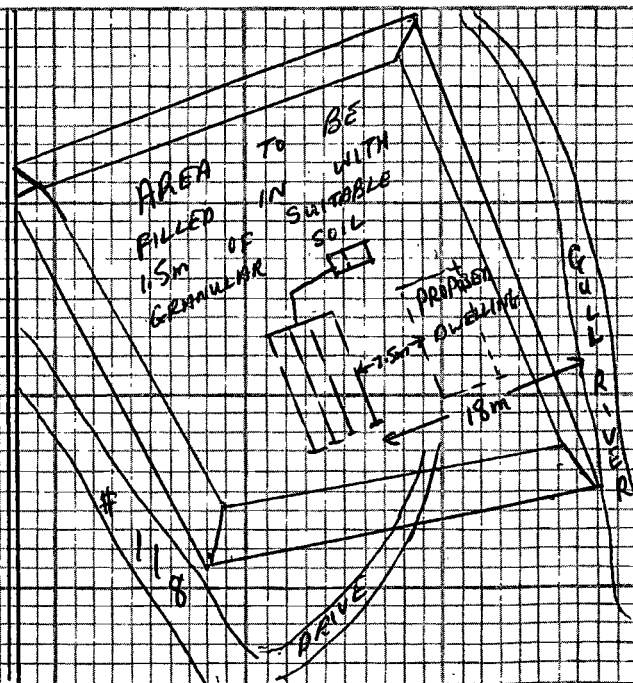 AREA TO BE
FILLED IN WITH
1.5m OF SUITABLE
GRANULAR SOIL
PROPOSED
DWELLING
7.5m
18m
GULL RIVER
# 118
DRIVE